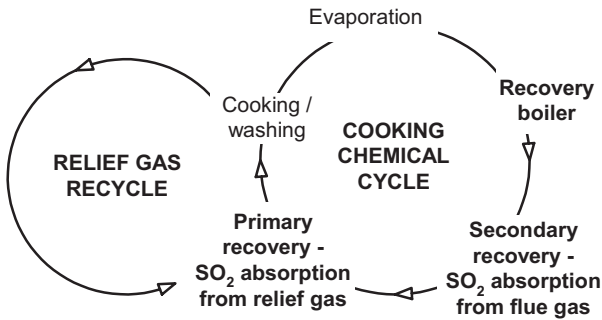 Evaporation
Recovery
boiler
Cooking /
washing
COOKING
CHEMICAL
CYCLE
RELIEF GAS
RECYCLE
Primary
recovery -
SO₂ absorption
from relief gas
Secondary
recovery -
SO₂ absorption
from flue gas